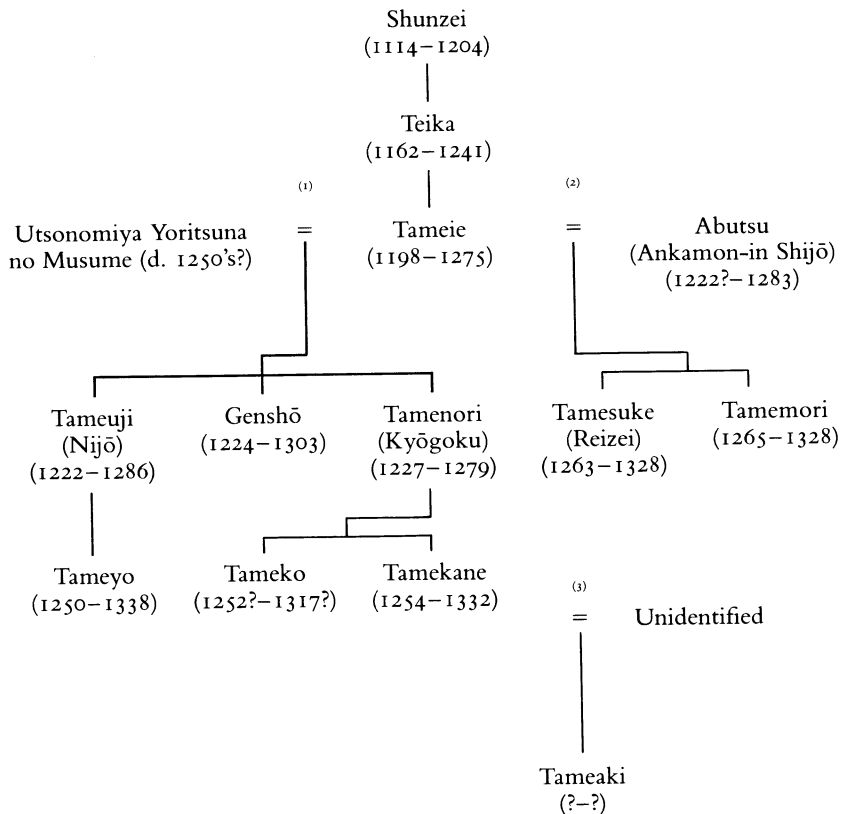 Shunzei
(1114–1204)
Teika
(1162–1241)
(1)
(2)
Utsonomiya Yoritsuna
no Musume (d. 1250's?)
=
Tameie
(1198–1275)
=
Abutsu
(Ankamon-in Shijō)
(1222?–1283)
Tameuji
(Nijō)
(1222–1286)
Genshō
(1224–1303)
Tamenori
(Kyōgoku)
(1227–1279)
Tamesuke
(Reizei)
(1263–1328)
Tamemori
(1265–1328)
Tameyo
(1250–1338)
Tameko
(1252?–1317?)
Tamekane
(1254–1332)
(3)
=
Unidentified
Tameaki
(?–?)